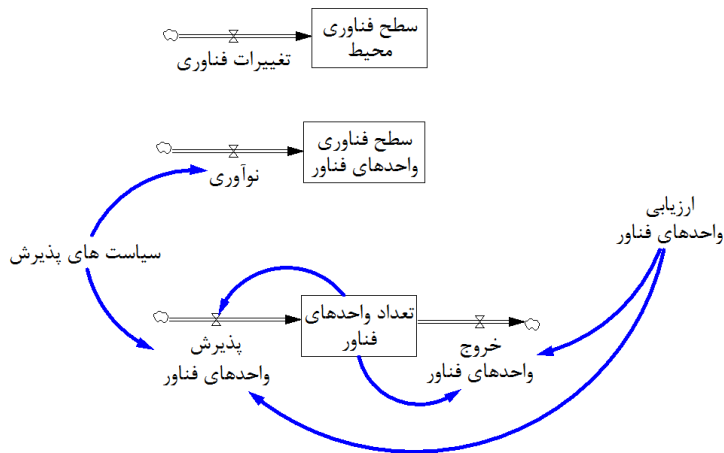 سطح فناوری
محیط
تغییرات فناوری
سطح فناوری
واحدهای فناور
نوآوری
ارزیابی
واحدهای فناور
سیاست های پذیرش
تعداد واحدهای
فناور
پذیرش
واحدهای فناور
خروج
واحدهای فناور